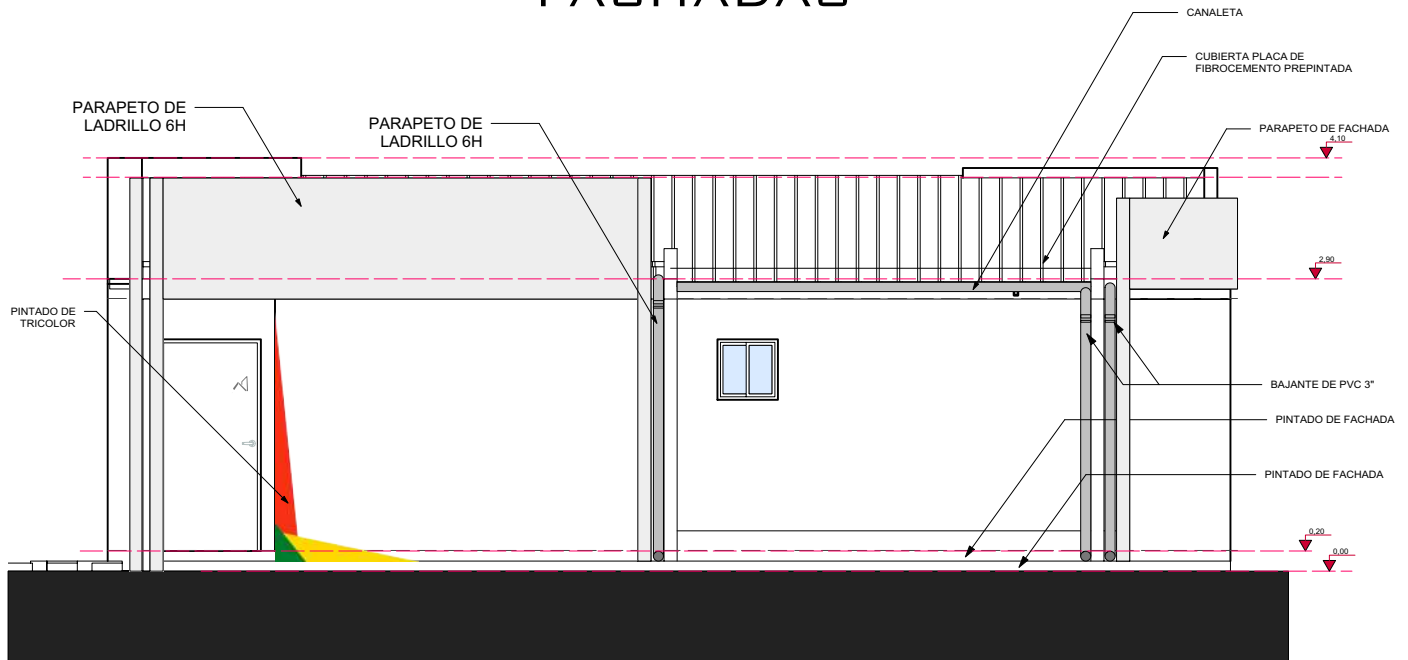 FACHADAS
CANALETA
CUBIERTA PLACA DE
FIBROCEMENTO PREPINTADA
PARAPETO DE
LADRILLO 6H
PARAPETO DE
LADRILLO 6H
PARAPETO DE FACHADA
4,10
2,90
PINTADO DE
TRICOLOR
BAJANTE DE PVC 3"
PINTADO DE FACHADA
PINTADO DE FACHADA
0,20
0,00